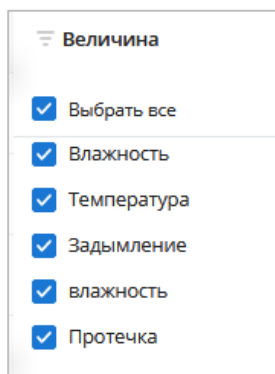 Величина
Выбрать все
Влажность
Температура
Задымление
влажность
Протечка